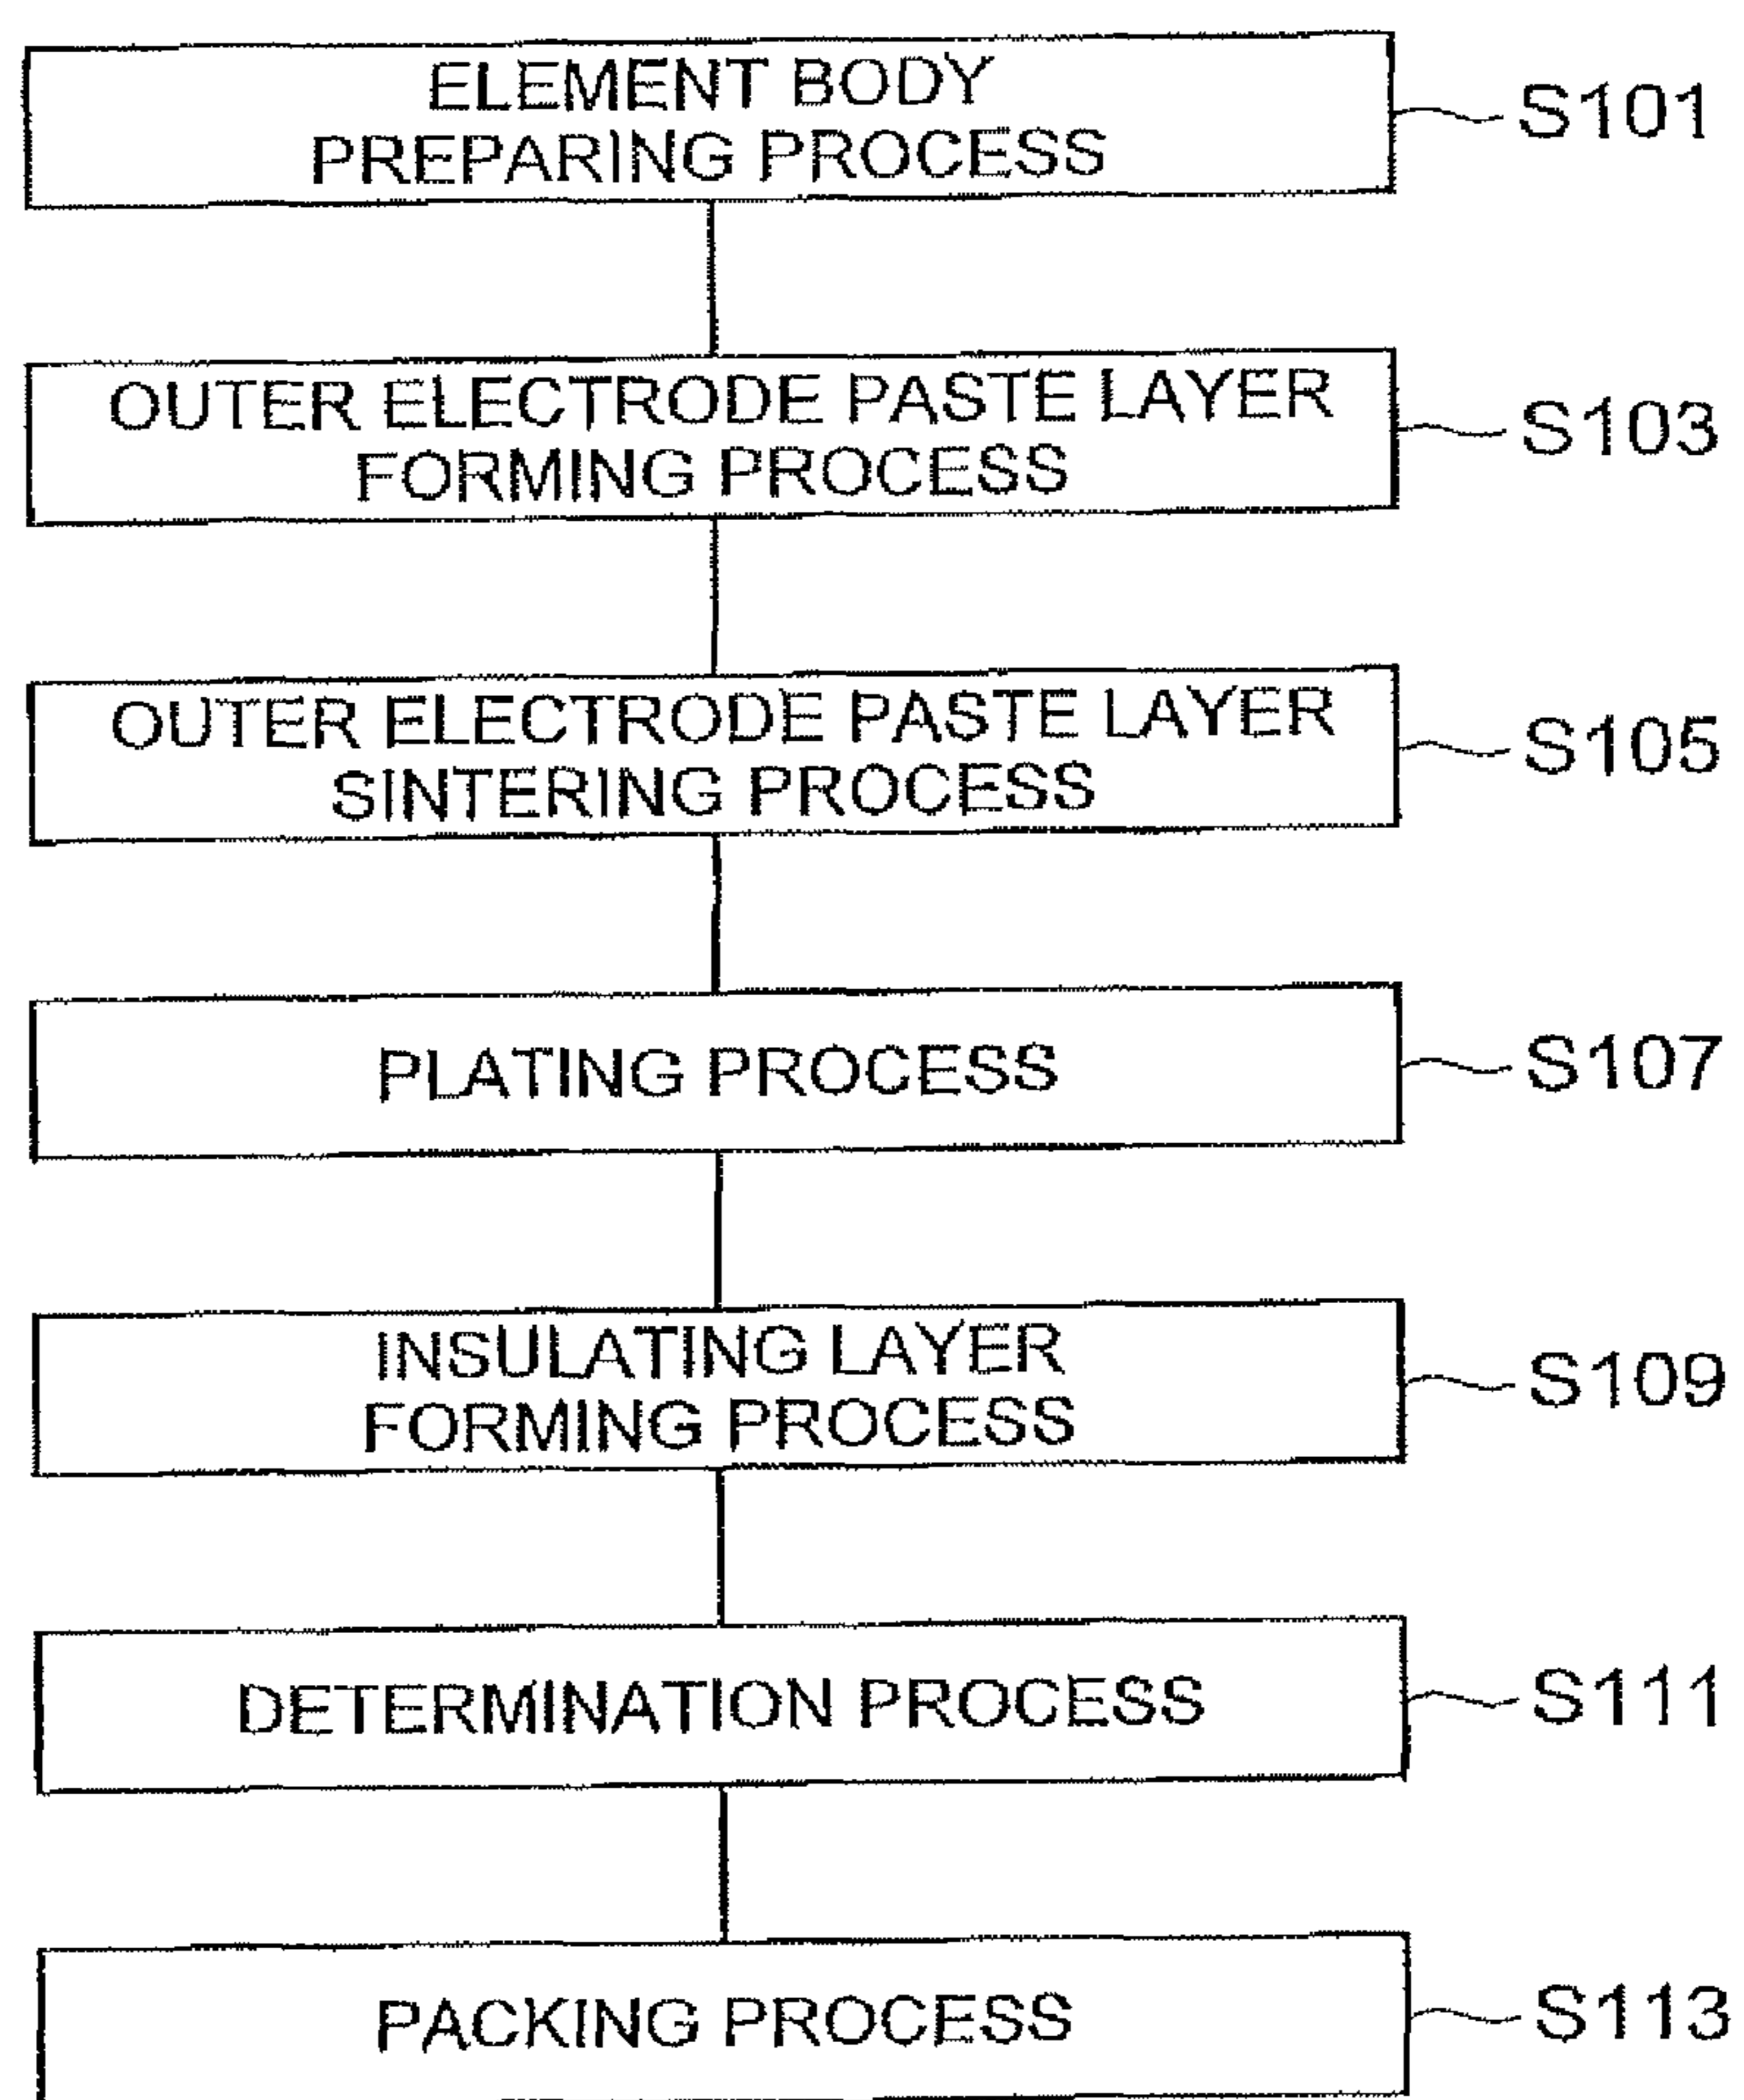 ELEMENT BODY
PREPARING PROCESS
S101
OUTER ELECTRODE PASTE LAYER
FORMING PROCESS
S103
OUTER ELECTRODE PASTE LAYER
SINTERING PROCESS
S105
PLATING PROCESS
S107
INSULATING LAYER
FORMING PROCESS
S109
DETERMINATION PROCESS
S111
PACKING PROCESS
S113